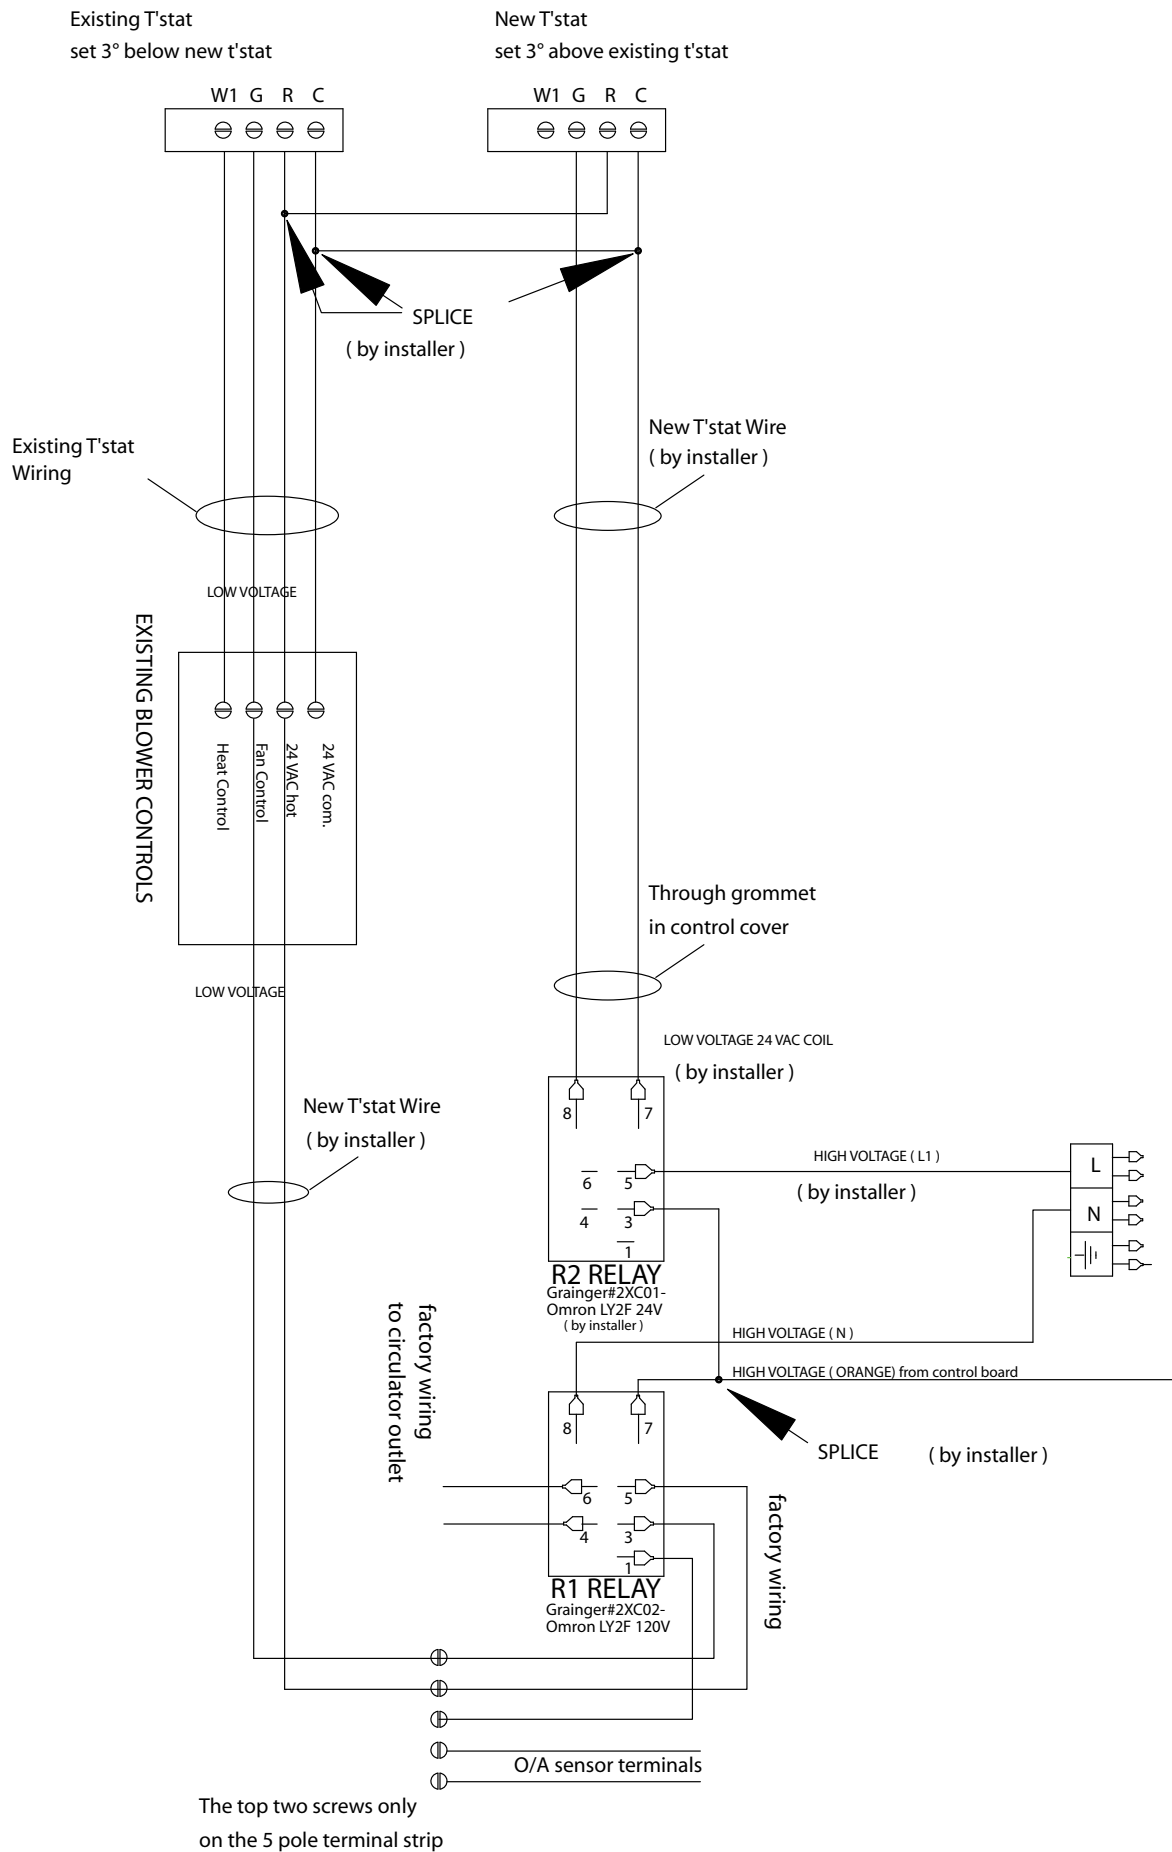 Existing T'stat
set 3° below new t'stat
New T'stat
set 3° above existing t'stat
W1 G R C
W1 G R C
SPLICE
( by installer )
Existing T'stat
Wiring
New T'stat Wire
( by installer )
LOW VOLTAGE
EXISTING BLOWER CONTROLS
Heat Control
Fan Control
24 VAC hot
24 VAC com.
Through grommet
in control cover
LOW VOLTAGE
LOW VOLTAGE 24 VAC COIL
( by installer )
New T'stat Wire
( by installer )
8 7
6 5
4 3
1
HIGH VOLTAGE ( L1 )
( by installer )
L
N
R2 RELAY
Grainger#2XC01-
Omron LY2F 24V
( by installer )
HIGH VOLTAGE ( N )
HIGH VOLTAGE ( ORANGE) from control board
factory wiring
to circulator outlet
8 7
6 5
4 3
1
SPLICE ( by installer )
factory wiring
R1 RELAY
Grainger#2XC02-
Omron LY2F 120V
O/A sensor terminals
The top two screws only
on the 5 pole terminal strip